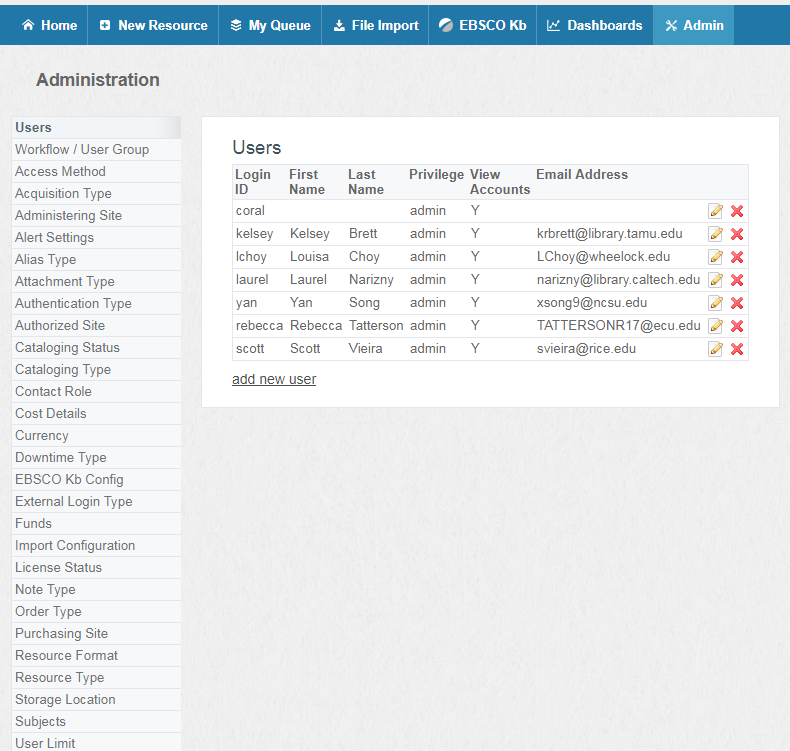 Home New Resource My Queue File Import EBSCO Kb Dashboards Admin
Administration
Users
Workflow / User Group
Access Method
Acquisition Type
Administering Site
Alert Settings
Alias Type
Attachment Type
Authentication Type
Authorized Site
Cataloging Status
Cataloging Type
Contact Role
Cost Details
Currency
Downtime Type
EBSCO Kb Config
External Login Type
Funds
Import Configuration
License Status
Note Type
Order Type
Purchasing Site
Resource Format
Resource Type
Storage Location
Subjects
User Limit
Users
Login ID First Name Last Name Privilege View Accounts Email Address
coral admin Y
kelsey Kelsey Brett admin Y krbrett@library.tamu.edu
lchoy Louisa Choy admin Y LChoy@wheelock.edu
laurel Laurel Narizny admin Y narizny@library.caltech.edu
yan Yan Song admin Y xsong9@ncsu.edu
rebecca Rebecca Tatterson admin Y TATTERSONR17@ecu.edu
scott Scott Vieira admin Y svieira@rice.edu
add new user